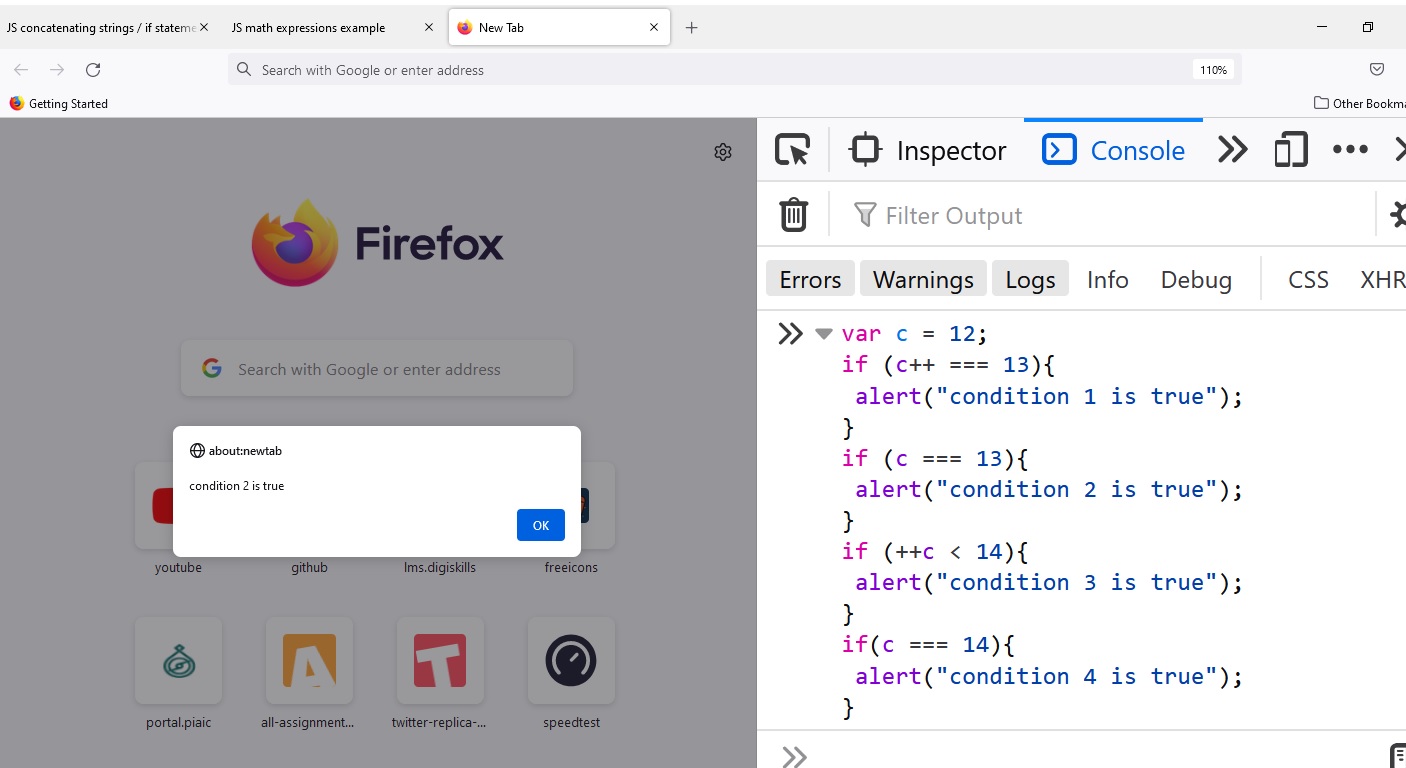 JS concatenating strings / if stateme
JS math expressions example
New Tab
Search with Google or enter address
110%
Getting Started
Other Bookma
Firefox
Search with Google or enter address
about:newtab
condition 2 is true
OK
youtube
github
lms.digiskills
freeicons
portal.piaic
all-assignment...
twitter-replica-...
speedtest
Inspector
Console
Filter Output
Errors
Warnings
Logs
Info
Debug
CSS
XHR
var c = 12;
if (c++ === 13){
alert("condition 1 is true");
}
if (c === 13){
alert("condition 2 is true");
}
if (++c < 14){
alert("condition 3 is true");
}
if(c === 14){
alert("condition 4 is true");
}